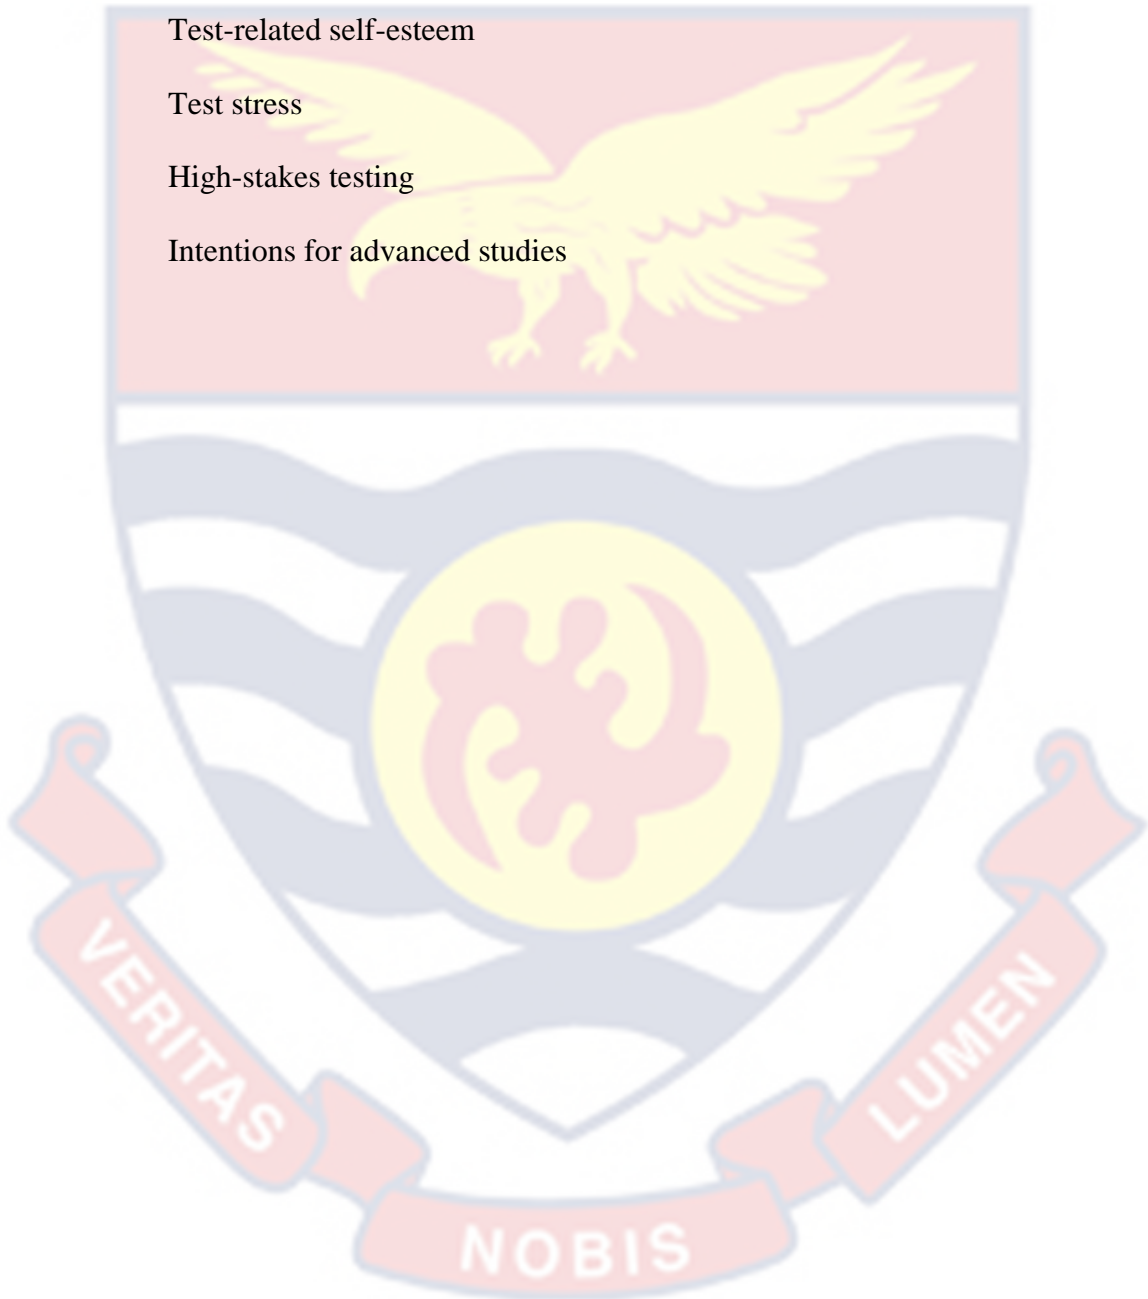 Test-related self-esteem
Test stress
High-stakes testing
Intentions for advanced studies
VERITAS
NOBIS
LUMEN